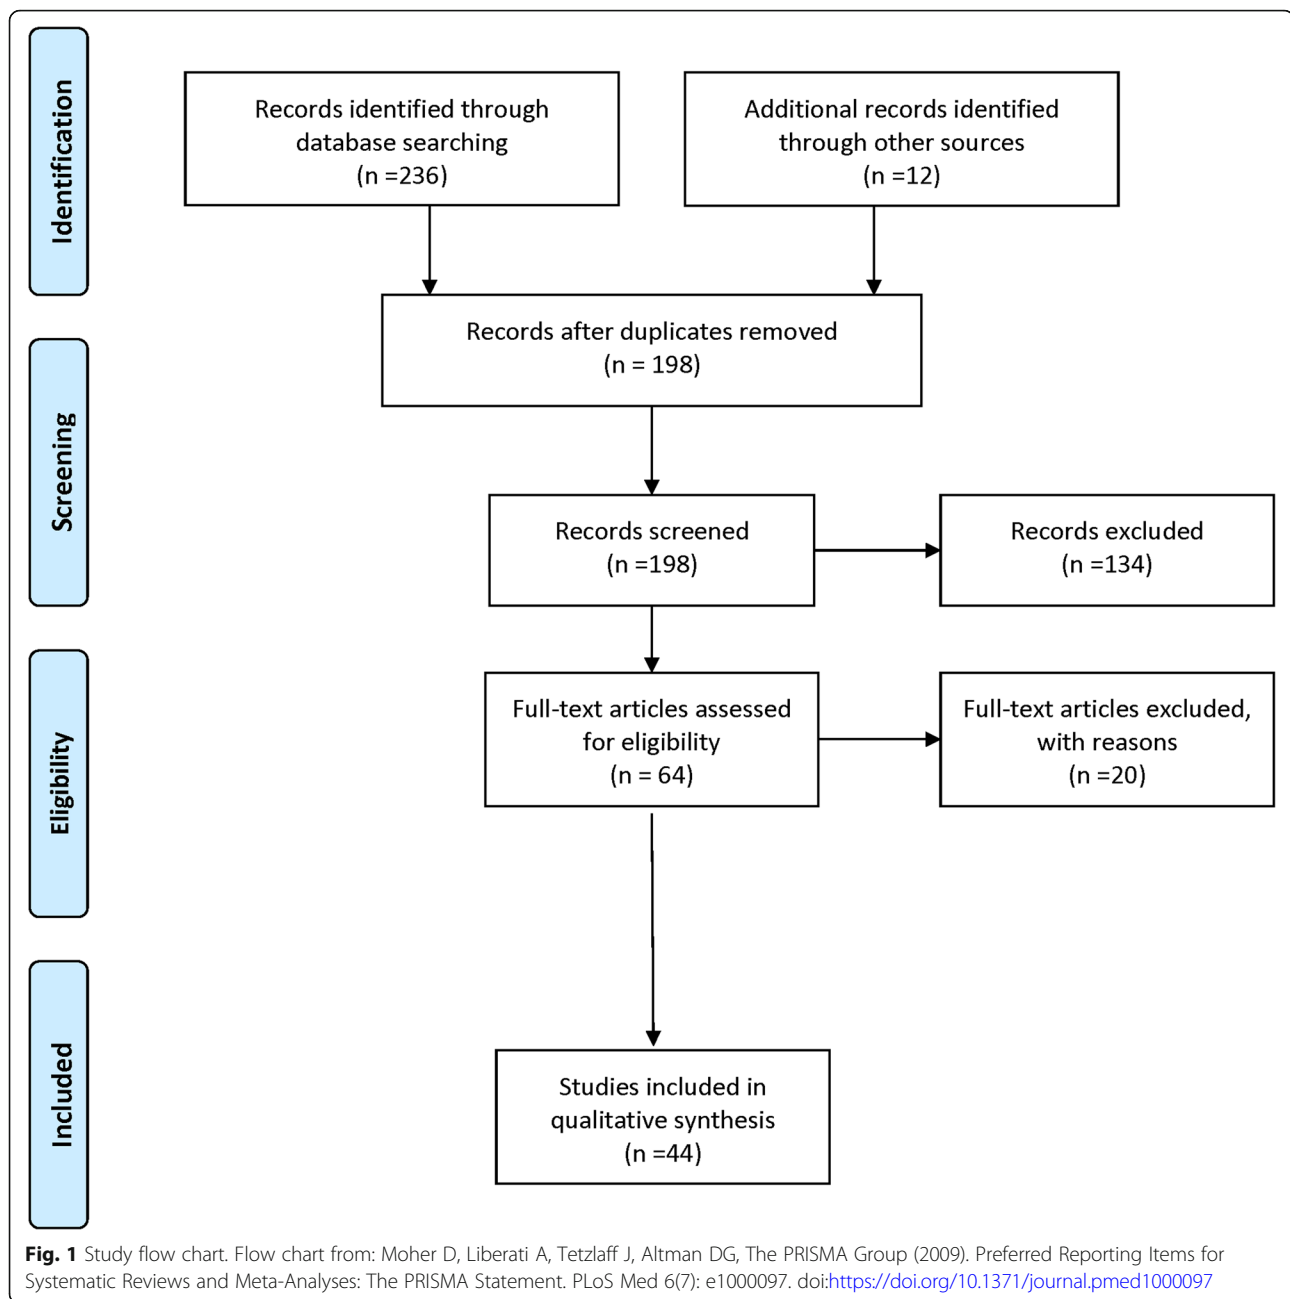 Identification
Records identified through
database searching
(n =236)
Additional records identified
through other sources
(n =12)
Records after duplicates removed
(n = 198)
Screening
Records screened
(n =198)
Records excluded
(n =134)
Eligibility
Full-text articles assessed
for eligibility
(n = 64)
Full-text articles excluded,
with reasons
(n =20)
Included
Studies included in
qualitative synthesis
(n =44)
Fig. 1 Study flow chart. Flow chart from: Moher D, Liberati A, Tetzlaff J, Altman DG, The PRISMA Group (2009). Preferred Reporting Items for
Systematic Reviews and Meta-Analyses: The PRISMA Statement. PLoS Med 6(7): e1000097. doi:https://doi.org/10.1371/journal.pmed1000097